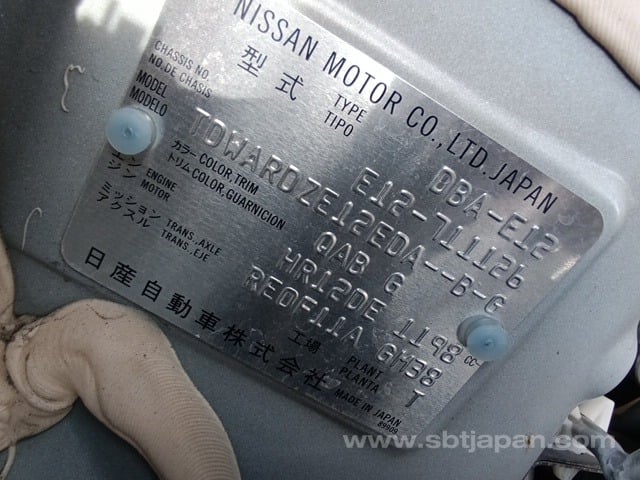 NISSAN MOTOR CO.,LTD.JAPAN
型式 TYPE TIPO DBA-E12
CHASSIS NO. NO.DE CHASIS E12-711126
MODEL MODELO TDWARDZE12EDA--B-G
カラー COLOR,TRIM トリム COLOR,GUARNICION QAB G
エンジン ENGINE MOTOR HR12DE 1198 CC
ミッション TRANS.,AXLE アクスル TRANS.,EJE RE0F11A GH38
工場 PLANT PLANTA T
日産自動車株式会社 MADE IN JAPAN
89909
www.sbtjapan.com